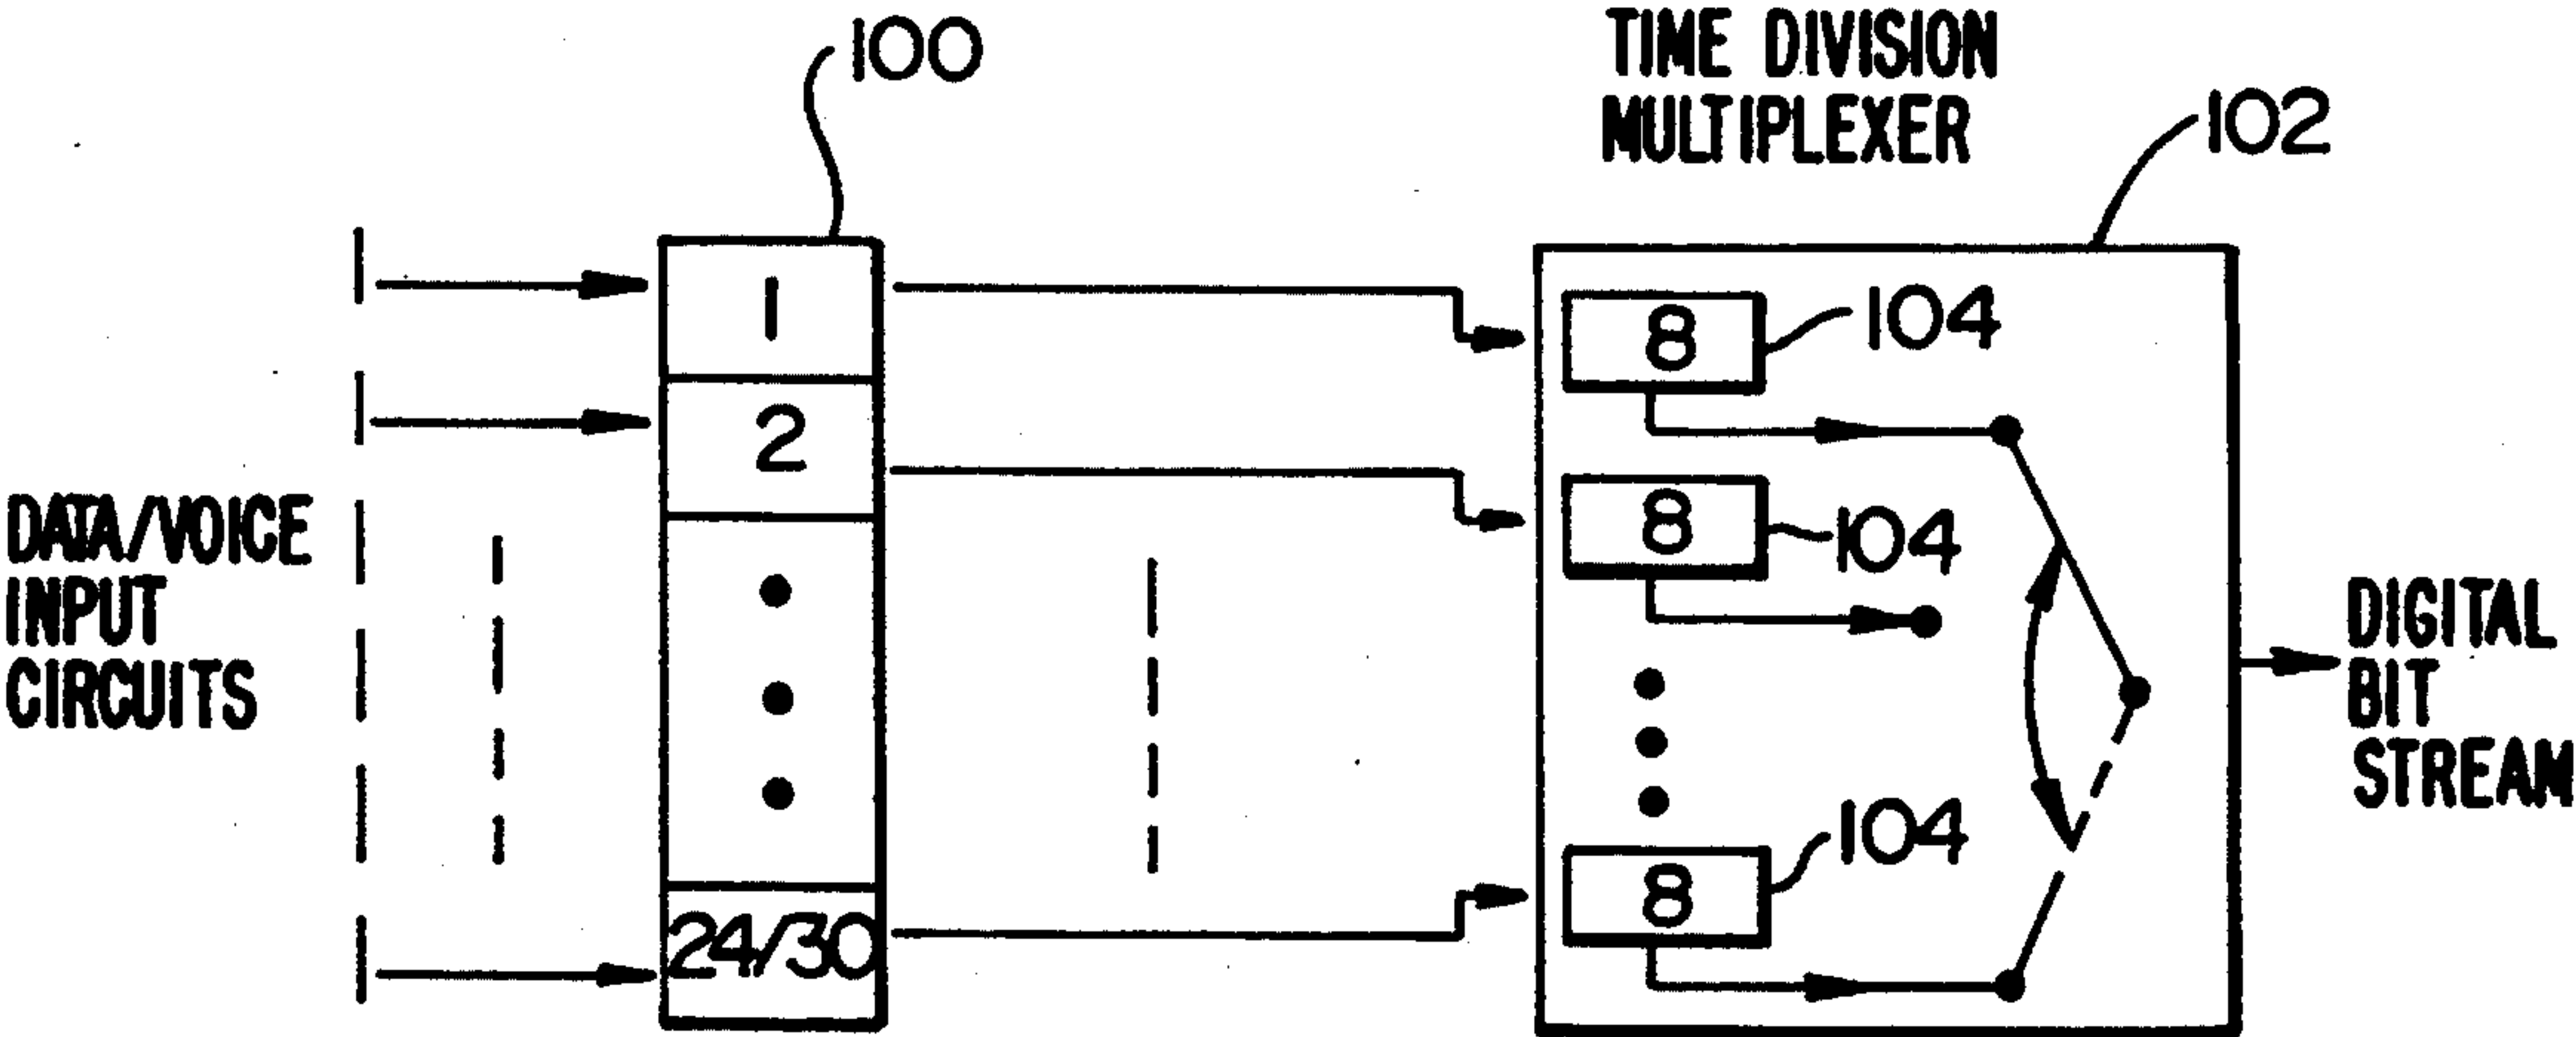 100
TIME DIVISION
MULTIPLEXER
102
1
2
24/30
DATA/VOICE
INPUT
CIRCUITS
8
104
8
104
8
104
DIGITAL
BIT
STREAM